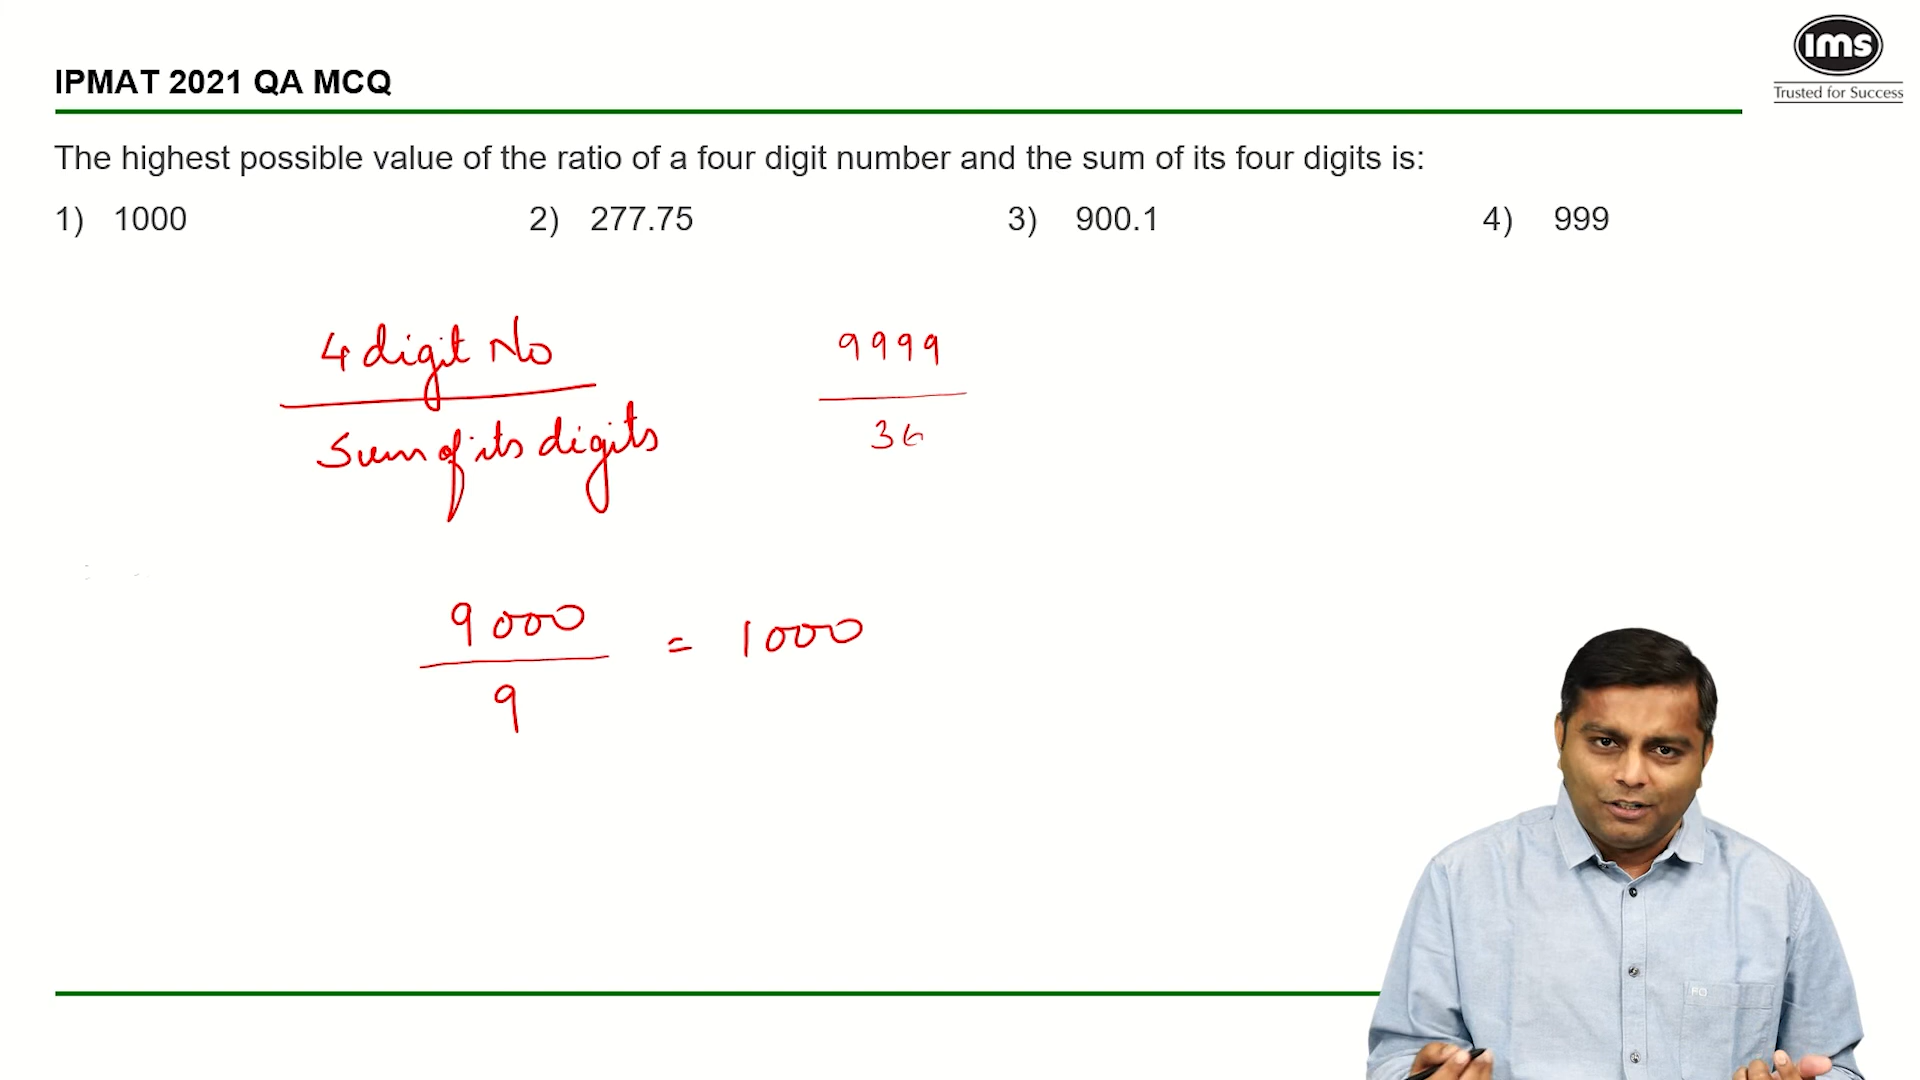 ims
Trusted for Success
IPMAT 2021 QA MCQ
The highest possible value of the ratio of a four digit number and the sum of its four digits is:
1) 1000 2) 277.75 3) 900.1 4) 999
4 digit No
Sum of its digits
9999
36
9000
9
= 1000
FD